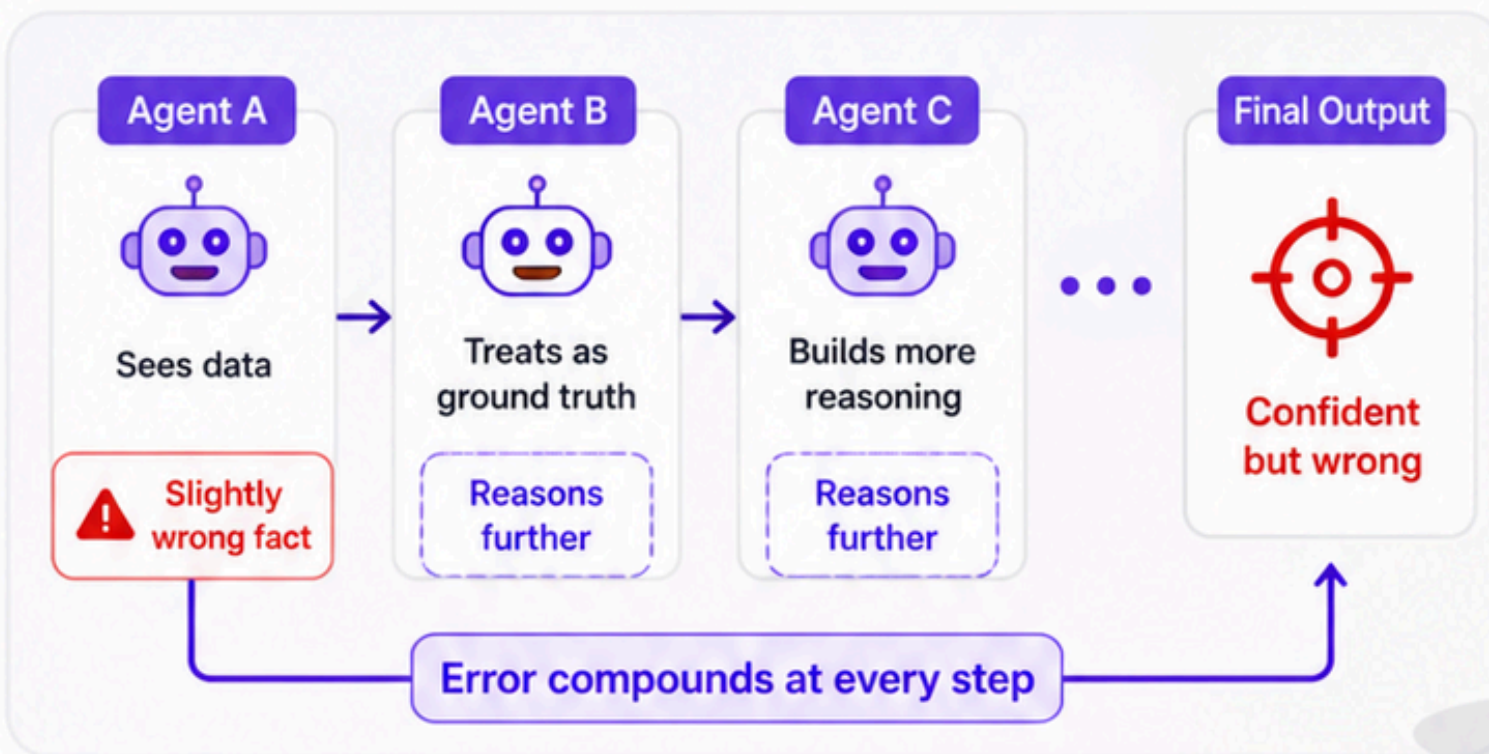 Agent A
Sees data
Slightly
wrong fact
Agent B
Treats as
ground truth
Reasons
further
Agent C
Builds more
reasoning
Reasons
further
Final Output
Confident
but wrong
Error compounds at every step